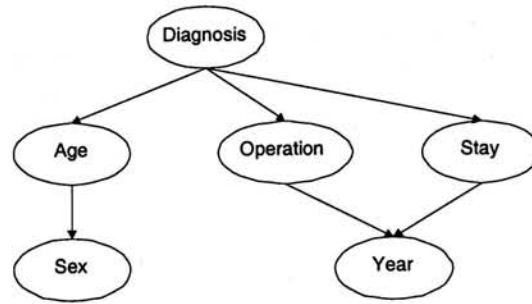 Diagnosis
Age
Operation
Stay
Sex
Year